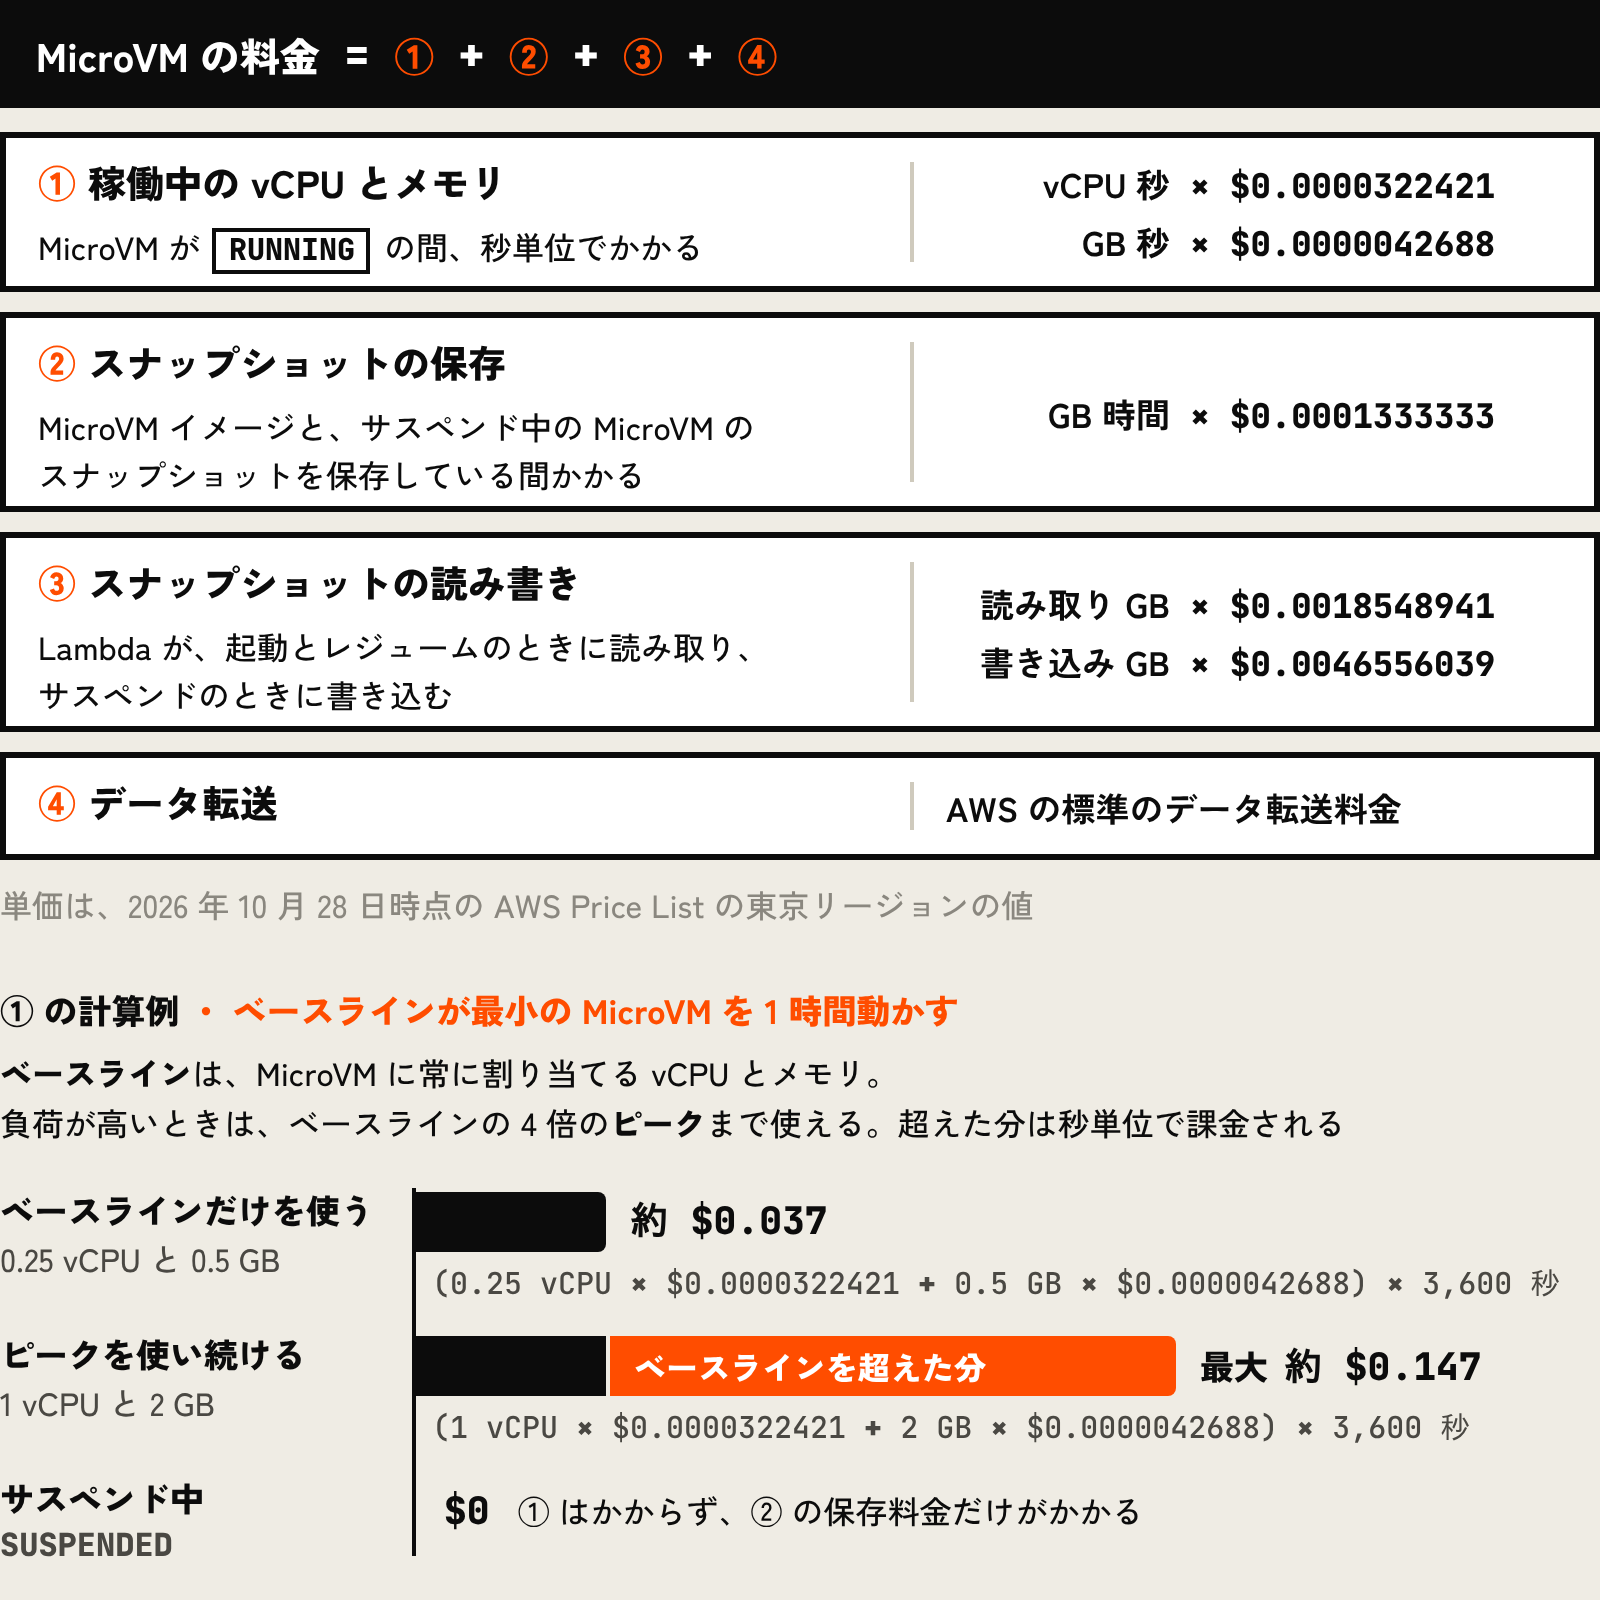 MicroVM の料金 = ① + ② + ③ + ④
① 稼働中の vCPU とメモリ
MicroVM が RUNNING の間、秒単位でかかる
vCPU 秒 × $0.0000322421
GB 秒 × $0.0000042688
② スナップショットの保存
MicroVM イメージと、サスペンド中の MicroVM の
スナップショットを保存している間かかる
GB 時間 × $0.0001333333
③ スナップショットの読み書き
Lambda が、起動とレジュームのときに読み取り、
サスペンドのときに書き込む
読み取り GB × $0.0018548941
書き込み GB × $0.0046556039
④ データ転送
AWS の標準のデータ転送料金
単価は、2026 年 10 月 28 日時点の AWS Price List の東京リージョンの値
① の計算例 ・ ベースラインが最小の MicroVM を 1 時間動かす
ベースラインは、MicroVM に常に割り当てる vCPU とメモリ。
負荷が高いときは、ベースラインの 4 倍のピークまで使える。超えた分は秒単位で課金される
ベースラインだけを使う
0.25 vCPU と 0.5 GB
約 $0.037
(0.25 vCPU × $0.0000322421 + 0.5 GB × $0.0000042688) × 3,600 秒
ピークを使い続ける
1 vCPU と 2 GB
ベースラインを超えた分
最大 約 $0.147
(1 vCPU × $0.0000322421 + 2 GB × $0.0000042688) × 3,600 秒
サスペンド中
SUSPENDED
$0 ① はかからず、② の保存料金だけがかかる